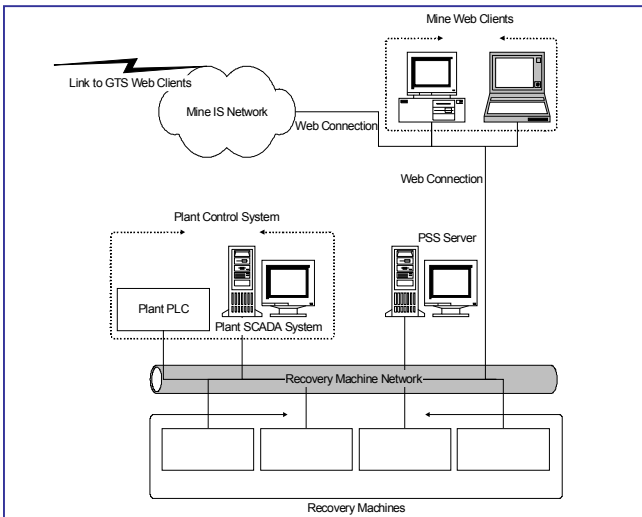 Mine Web Clients
Link to GTS Web Clients
Mine IS Network
Web Connection
Web Connection
Plant Control System
PSS Server
Plant PLC
Plant SCADA System
Recovery Machine Network
Recovery Machines